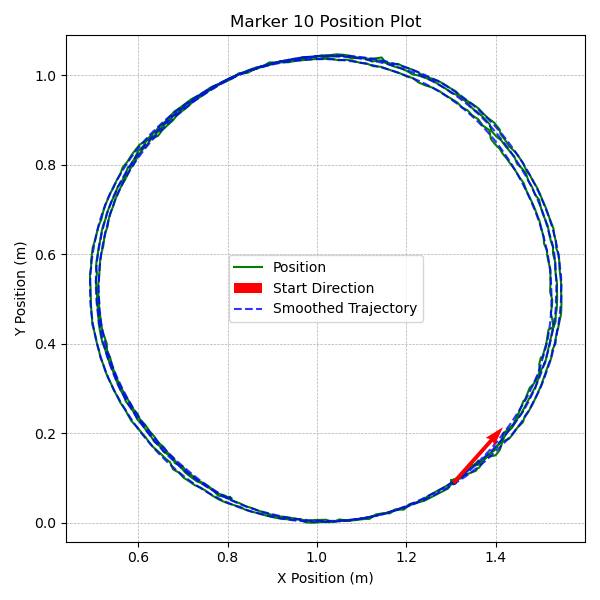 Marker 10 Position Plot
Y Position (m)
1.0
0.8
0.6
0.4
0.2
0.0
Position
Start Direction
Smoothed Trajectory
0.6 0.8 1.0 1.2 1.4
X Position (m)